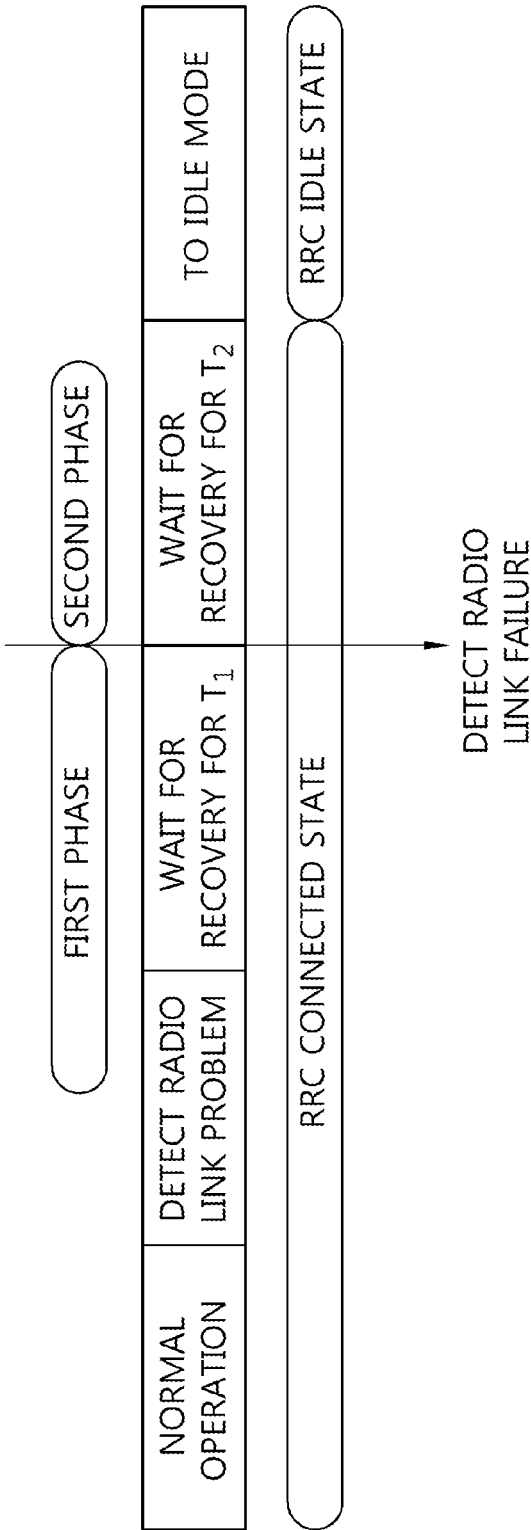 FIRST PHASE
SECOND PHASE
NORMAL
OPERATION
DETECT RADIO
LINK PROBLEM
WAIT FOR
RECOVERY FOR T₁
WAIT FOR
RECOVERY FOR T₂
TO IDLE MODE
RRC CONNECTED STATE
RRC IDLE STATE
DETECT RADIO
LINK FAILURE